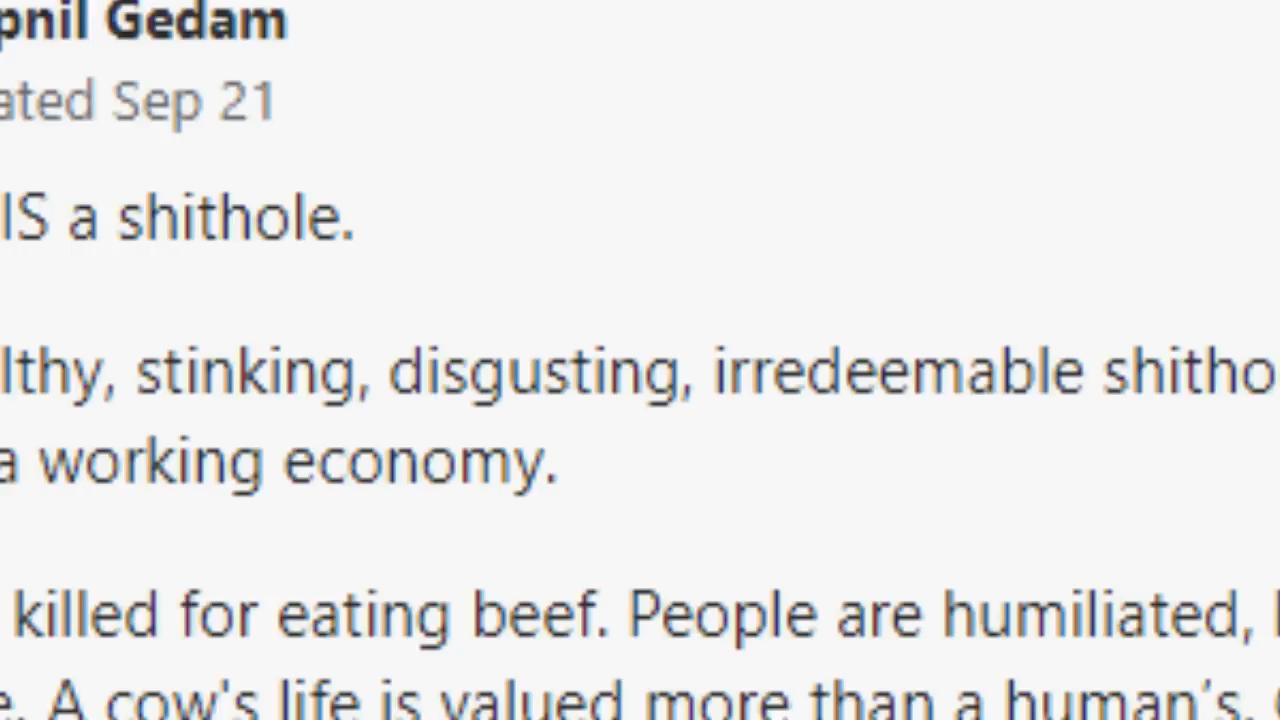 pnil Gedam
ated Sep 21
IS a shithole.
lthy, stinking, disgusting, irredeemable shitho
a working economy.
killed for eating beef. People are humiliated,
e. A cow's life is valued more than a human's.